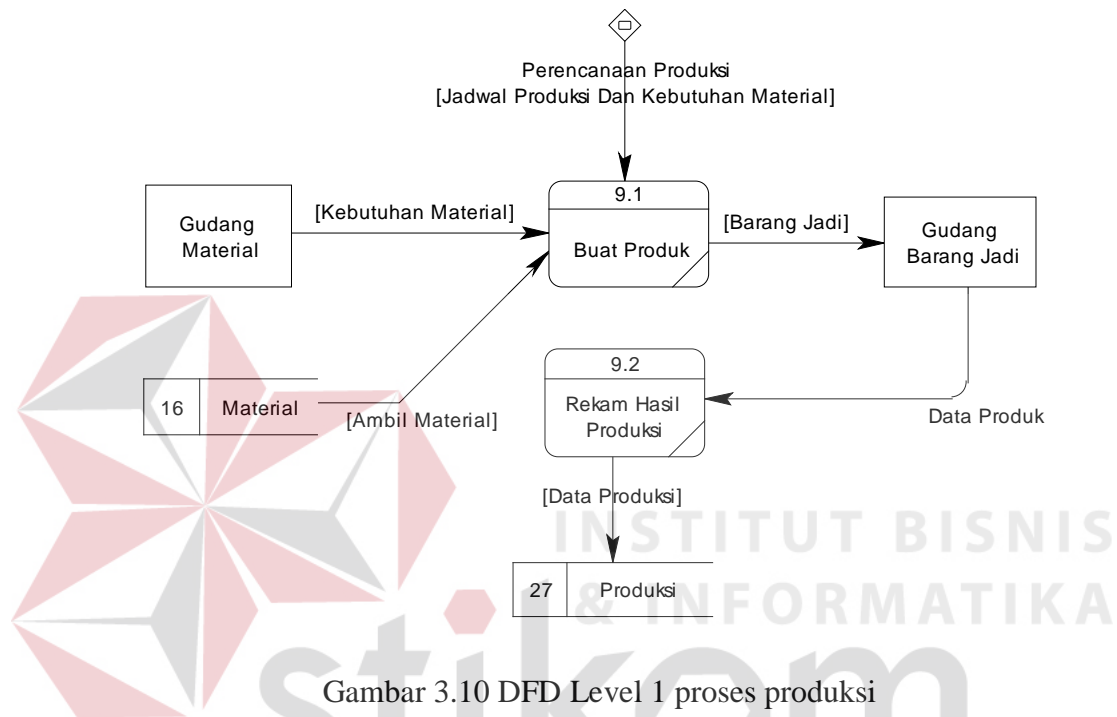 Perencanaan Produksi
[Jadwal Produksi Dan Kebutuhan Material]
9.1
Buat Produk
Gudang
Material
[Kebutuhan Material]
[Barang Jadi]
Gudang
Barang Jadi
16
Material
[Ambil Material]
9.2
Rekam Hasil
Produksi
Data Produk
[Data Produksi]
27
Produksi
INSTITUT BISNIS
& INFORMATIKA
stikom
Gambar 3.10 DFD Level 1 proses produksi